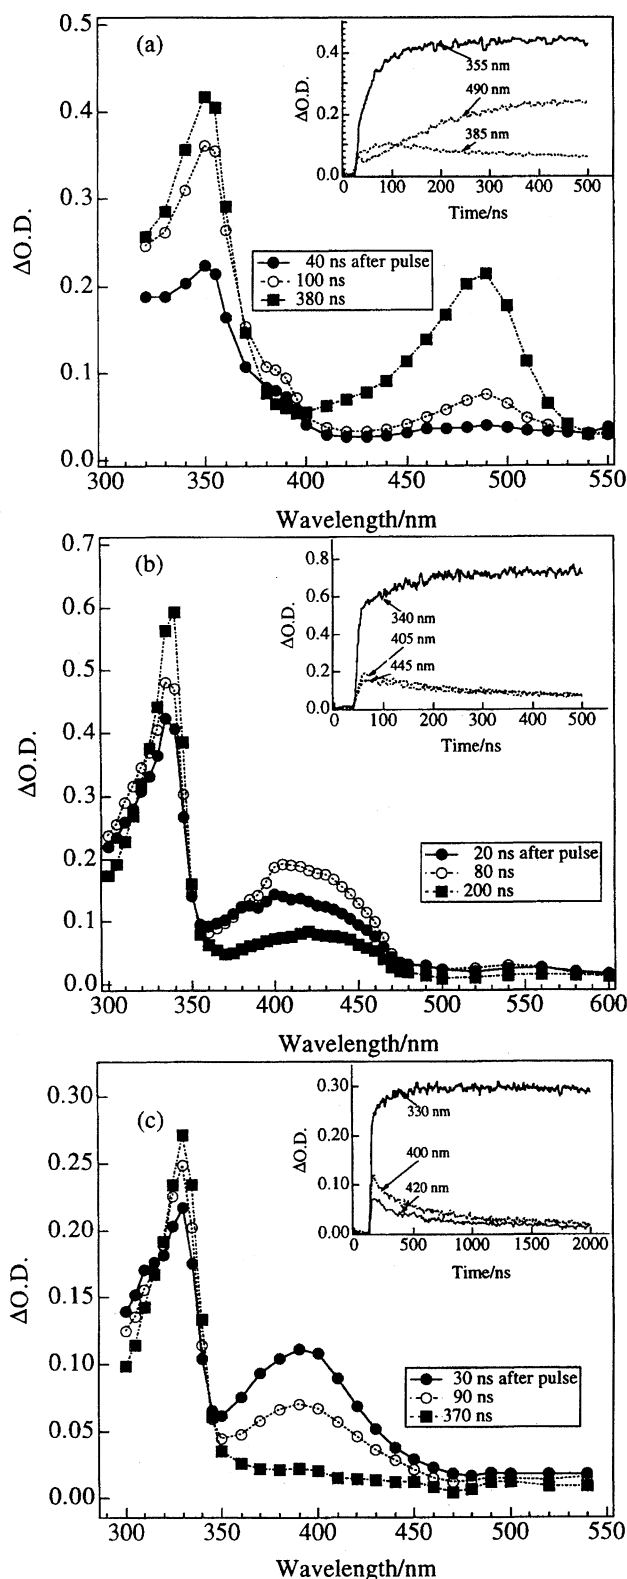 (a)
0.5
0.4
0.3
0.2
0.1
0.0
ΔO.D.
300 350 400 450 500 550
Wavelength/nm
40 ns after pulse
100 ns
380 ns
0.4
0.2
0.0
ΔO.D.
355 nm
490 nm
385 nm
0 100 200 300 400 500
Time/ns
(b)
0.7
0.6
0.5
0.4
0.3
0.2
0.1
0.0
ΔO.D.
300 350 400 450 500 550 600
Wavelength/nm
20 ns after pulse
80 ns
200 ns
0.8
0.6
0.4
0.2
0.0
ΔO.D.
340 nm
405 nm
445 nm
0 100 200 300 400 500
Time/ns
(c)
0.30
0.25
0.20
0.15
0.10
0.05
0.00
ΔO.D.
300 350 400 450 500 550
Wavelength/nm
30 ns after pulse
90 ns
370 ns
0.30
0.20
0.10
0.00
ΔO.D.
330 nm
400 nm
420 nm
0 500 1000 1500 2000
Time/ns